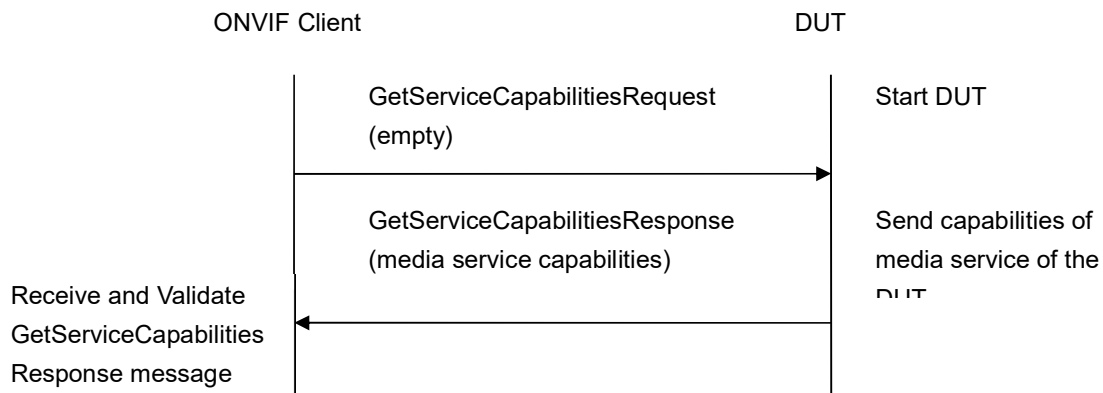 ONVIF Client
DUT
GetServiceCapabilitiesRequest
(empty)
Start DUT
GetServiceCapabilitiesResponse
(media service capabilities)
Send capabilities of
media service of the
Receive and Validate
GetServiceCapabilities
Response message